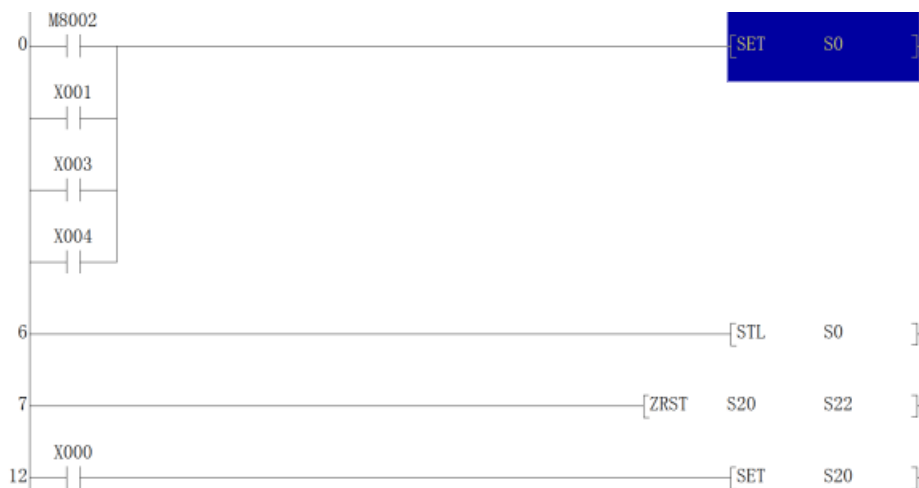 M8002
0 [SET S0 ]
X001
X003
X004
6 [STL S0 ]
7 [ZRST S20 S22 ]
X000
12 [SET S20 ]